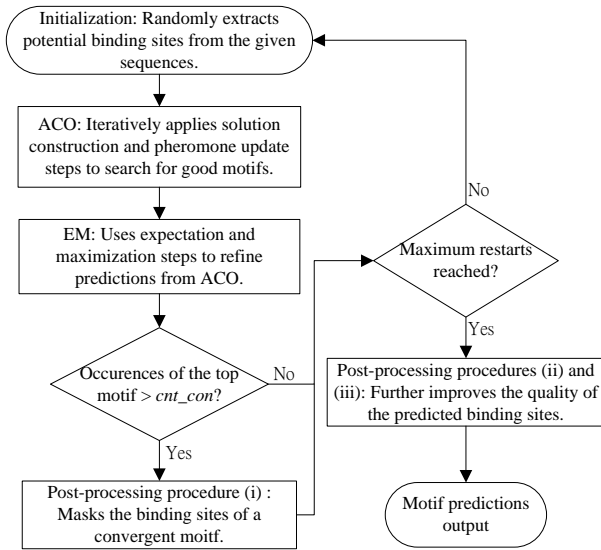 Initialization: Randomly extracts
potential binding sites from the given
sequences.
ACO: Iteratively applies solution
construction and pheromone update
steps to search for good motifs.
EM: Uses expectation and
maximization steps to refine
predictions from ACO.
Occurences of the top
motif > cnt_con?
No
Yes
Post-processing procedure (i) :
Masks the binding sites of a
convergent moitf.
No
Maximum restarts
reached?
Yes
Post-processing procedures (ii) and
(iii): Further improves the quality of
the predicted binding sites.
Motif predictions
output